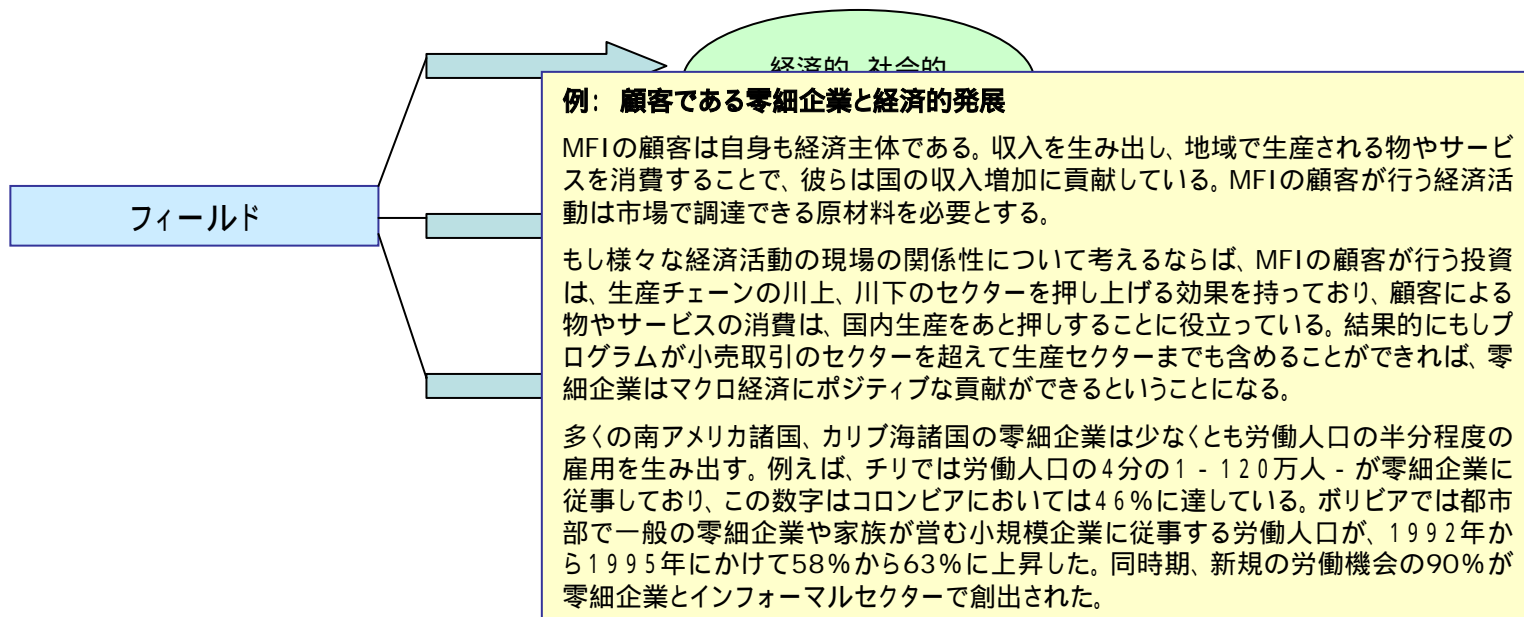 経済的 社会的
例： 顧客である零細企業と経済的発展
MFIの顧客は自身も経済主体である。収入を生み出し、地域で生産される物やサービ
スを消費することで、彼らは国の収入増加に貢献している。MFIの顧客が行う経済活
動は市場で調達できる原材料を必要とする。
フィールド
もし様々な経済活動の現場の関係性について考えるならば、MFIの顧客が行う投資
は、生産チェーンの川上、川下のセクターを押し上げる効果を持っており、顧客による
物やサービスの消費は、国内生産をあと押しすることに役立っている。結果的にもしプ
ログラムが小売取引のセクターを超えて生産セクターまでも含めることができれば、零
細企業はマクロ経済にポジティブな貢献ができるということになる。
多くの南アメリカ諸国、カリブ海諸国の零細企業は少なくとも労働人口の半分程度の
雇用を生み出す。例えば、チリでは労働人口の4分の1 - 120万人 - が零細企業に
従事しており、この数字はコロンビアにおいては46％に達している。ボリビアでは都市
部で一般の零細企業や家族が営む小規模企業に従事する労働人口が、1992年か
ら1995年にかけて58％から63％に上昇した。同時期、新規の労働機会の90％が
零細企業とインフォーマルセクターで創出された。